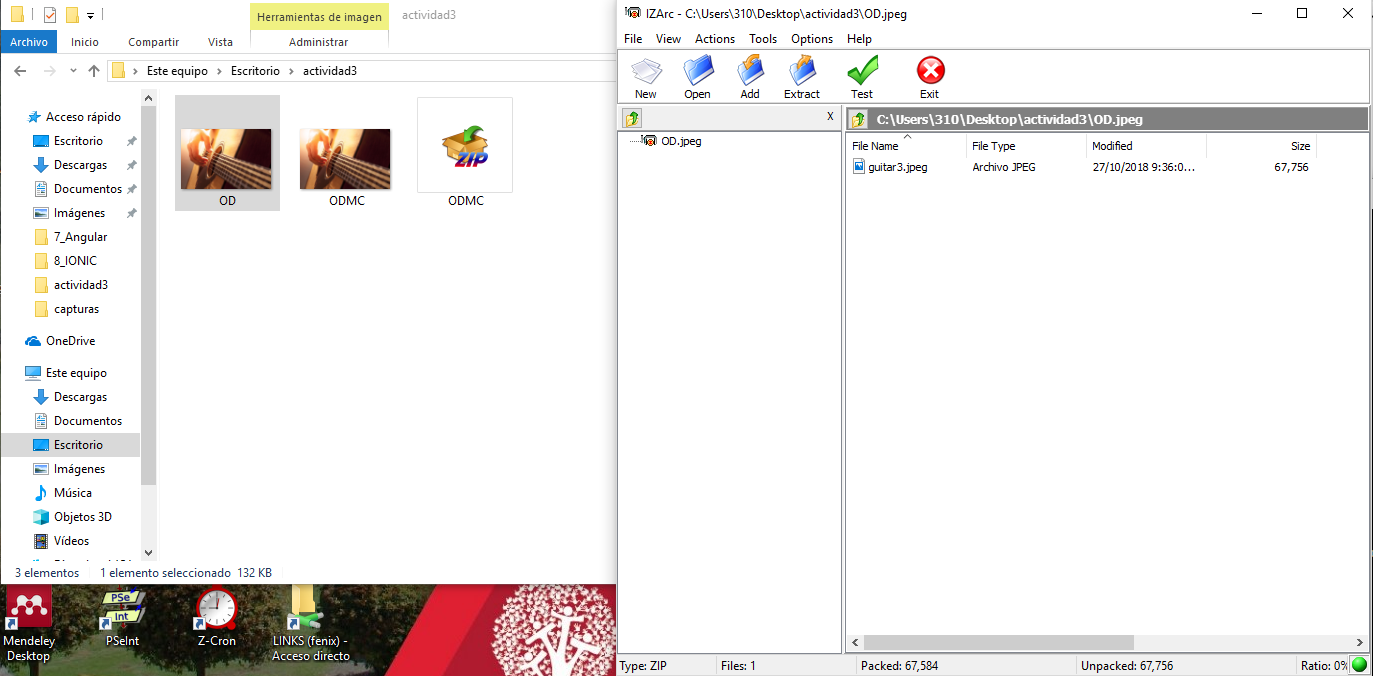 Herramientas de imagen
actividad3
Archivo
Inicio
Compartir
Vista
Administrar
Este equipo
Escritorio
actividad3
Acceso rápido
Escritorio
Descargas
Documentos
Imágenes
7_Angular
8_IONIC
actividad3
capturas
OneDrive
Este equipo
Descargas
Documentos
Escritorio
Imágenes
Música
Objetos 3D
Vídeos
OD
ODMC
ZIP
ODMC
3 elementos
1 elemento seleccionado 132 KB
Mendeley
Desktop
PSe
Int
PSeInt
Z-Cron
LINKS (fenix) -
Acceso directo
IZArc - C:\Users\310\Desktop\actividad3\OD.jpeg
File View Actions Tools Options Help
New Open Add Extract Test Exit
X
C:\Users\310\Desktop\actividad3\OD.jpeg
OD.jpeg
File Name File Type Modified Size
guitar3.jpeg Archivo JPEG 27/10/2018 9:36:0... 67,756
Type: ZIP Files: 1 Packed: 67,584 Unpacked: 67,756 Ratio: 0%